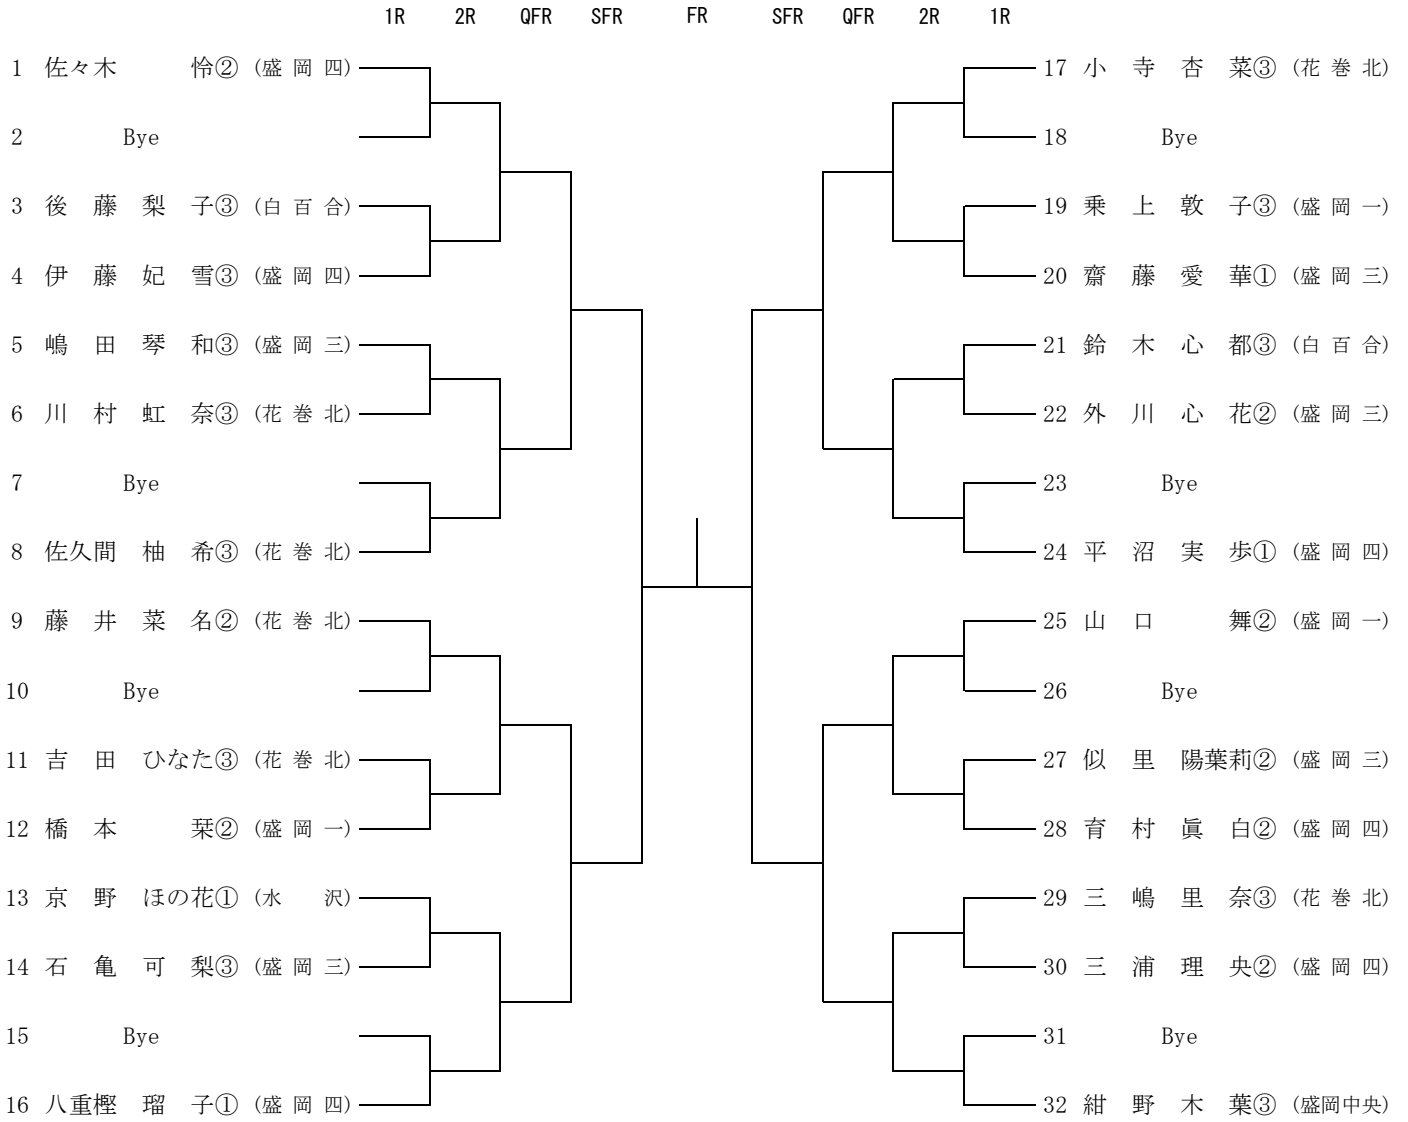 1R 2R QFR SFR FR SFR QFR 2R 1R
1 佐々木 怜② (盛岡四)
2 Bye
3 後藤梨子③ (白百合)
4 伊藤妃雪③ (盛岡四)
5 嶋田琴和③ (盛岡三)
6 川村虹奈③ (花巻北)
7 Bye
8 佐久間柚希③ (花巻北)
9 藤井菜名② (花巻北)
10 Bye
11 吉田ひなた③ (花巻北)
12 橋本 栞② (盛岡一)
13 京野ほの花① (水沢)
14 石亀可梨③ (盛岡三)
15 Bye
16 八重樫瑠子① (盛岡四)
17 小寺杏菜③ (花巻北)
18 Bye
19 乗上敦子③ (盛岡一)
20 齋藤愛華① (盛岡三)
21 鈴木心都③ (白百合)
22 外川心花② (盛岡三)
23 Bye
24 平沼実歩① (盛岡四)
25 山口 舞② (盛岡一)
26 Bye
27 似里陽葉莉② (盛岡三)
28 育村眞白② (盛岡四)
29 三嶋里奈③ (花巻北)
30 三浦理央② (盛岡四)
31 Bye
32 紺野木葉③ (盛岡中央)